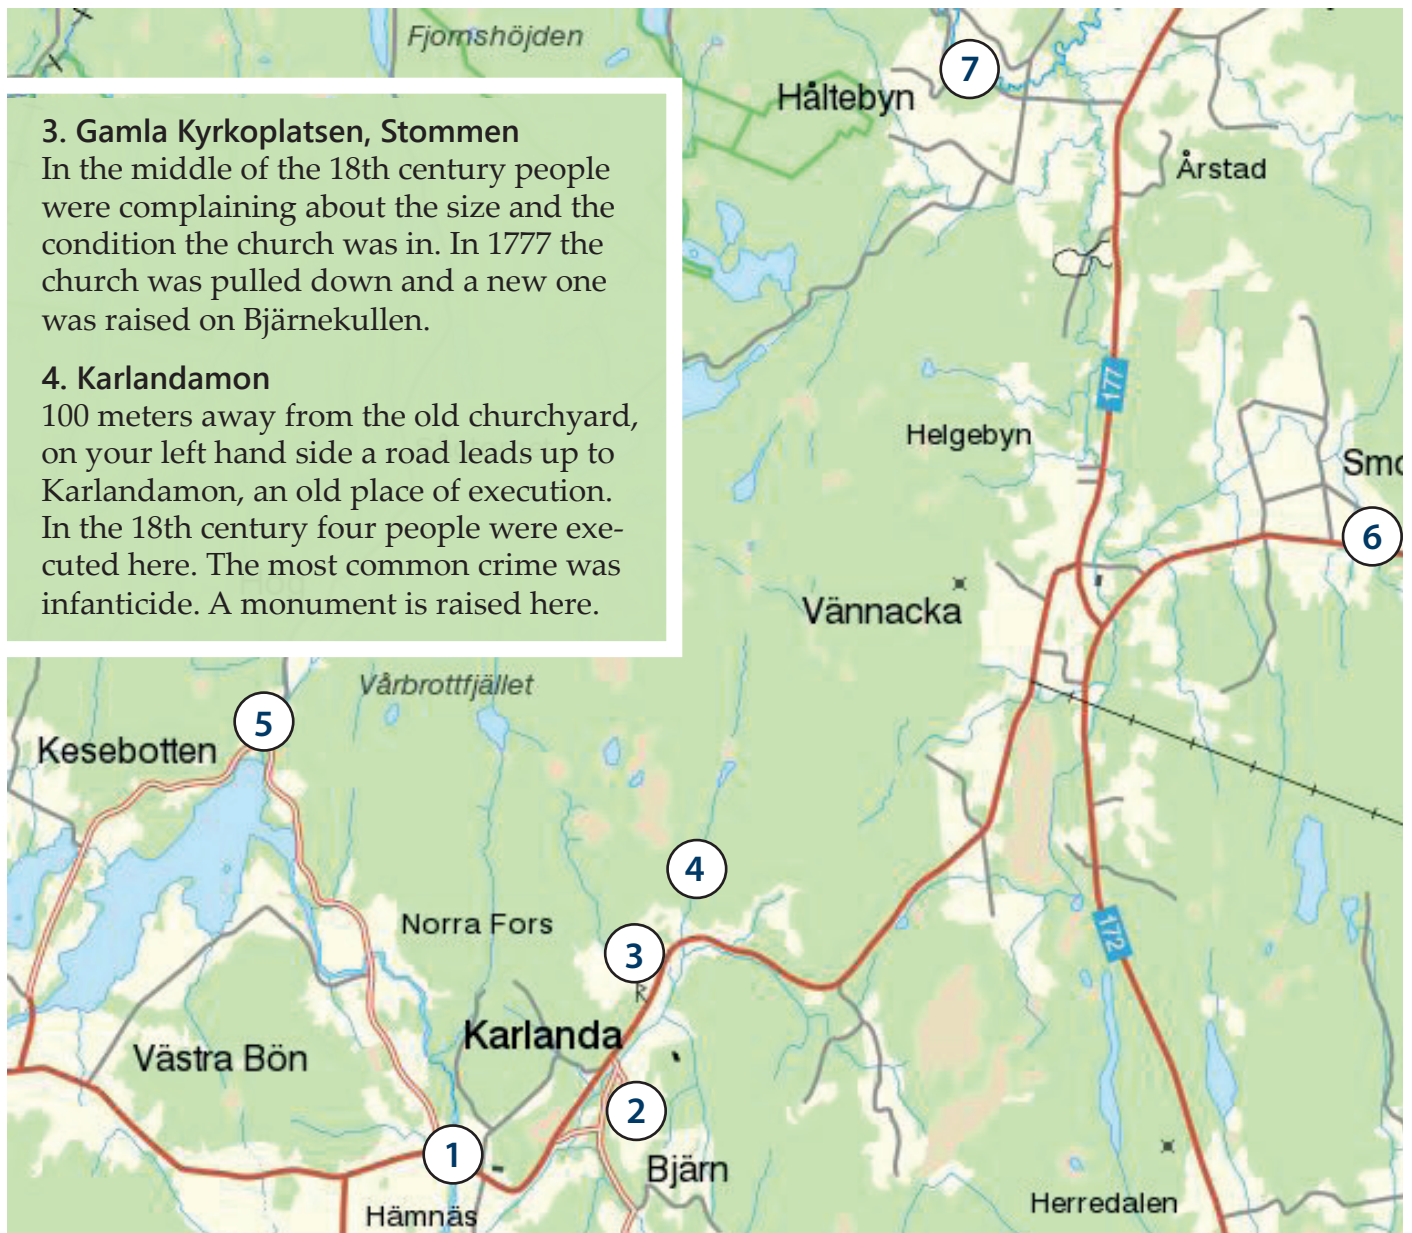 Fjornshöjden
7
Håltebyn
3. Gamla Kyrkoplatsen, Stommen
In the middle of the 18th century people
were complaining about the size and the
condition the church was in. In 1777 the
church was pulled down and a new one
was raised on Bjärnekullen.
4. Karlandamon
100 meters away from the old churchyard,
on your left hand side a road leads up to
Karlandamon, an old place of execution.
In the 18th century four people were exe-
cuted here. The most common crime was
infanticide. A monument is raised here.
Årstad
177
Helgebyn
Smo
6
Vännacka
Vårbrottfjället
5
Kesebotten
4
Norra Fors
3
R
172
Karlanda
Västra Bön
2
1
Bjärn
Herredalen
Hämnäs